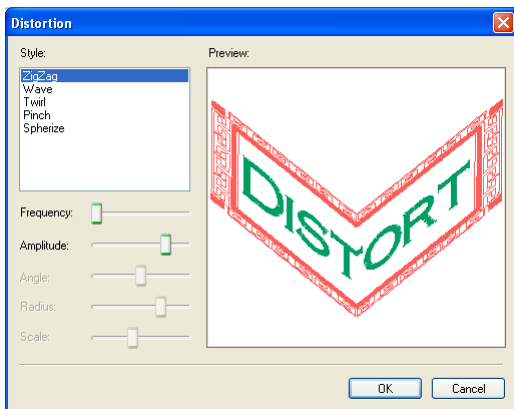 Distortion
Style:
Preview:
ZigZag
Wave
Twirl
Pinch
Spherize
Frequency:
Amplitude:
Angle:
Radius:
Scale:
DISTORT
OK
Cancel